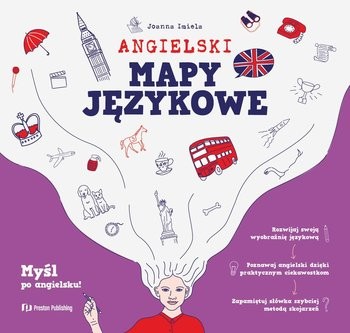 Joanna Imiela
ANGIELSKI
MAPY
JĘZYKOWE
Rozwijaj swoją
wyobraźnię językową
Poznawaj angielski dzięki
praktycznym ciekawostkom
Zapamiętuj słówka szybciej
metodą skojarzeń
Myśl
po angielsku!
Preston Publishing